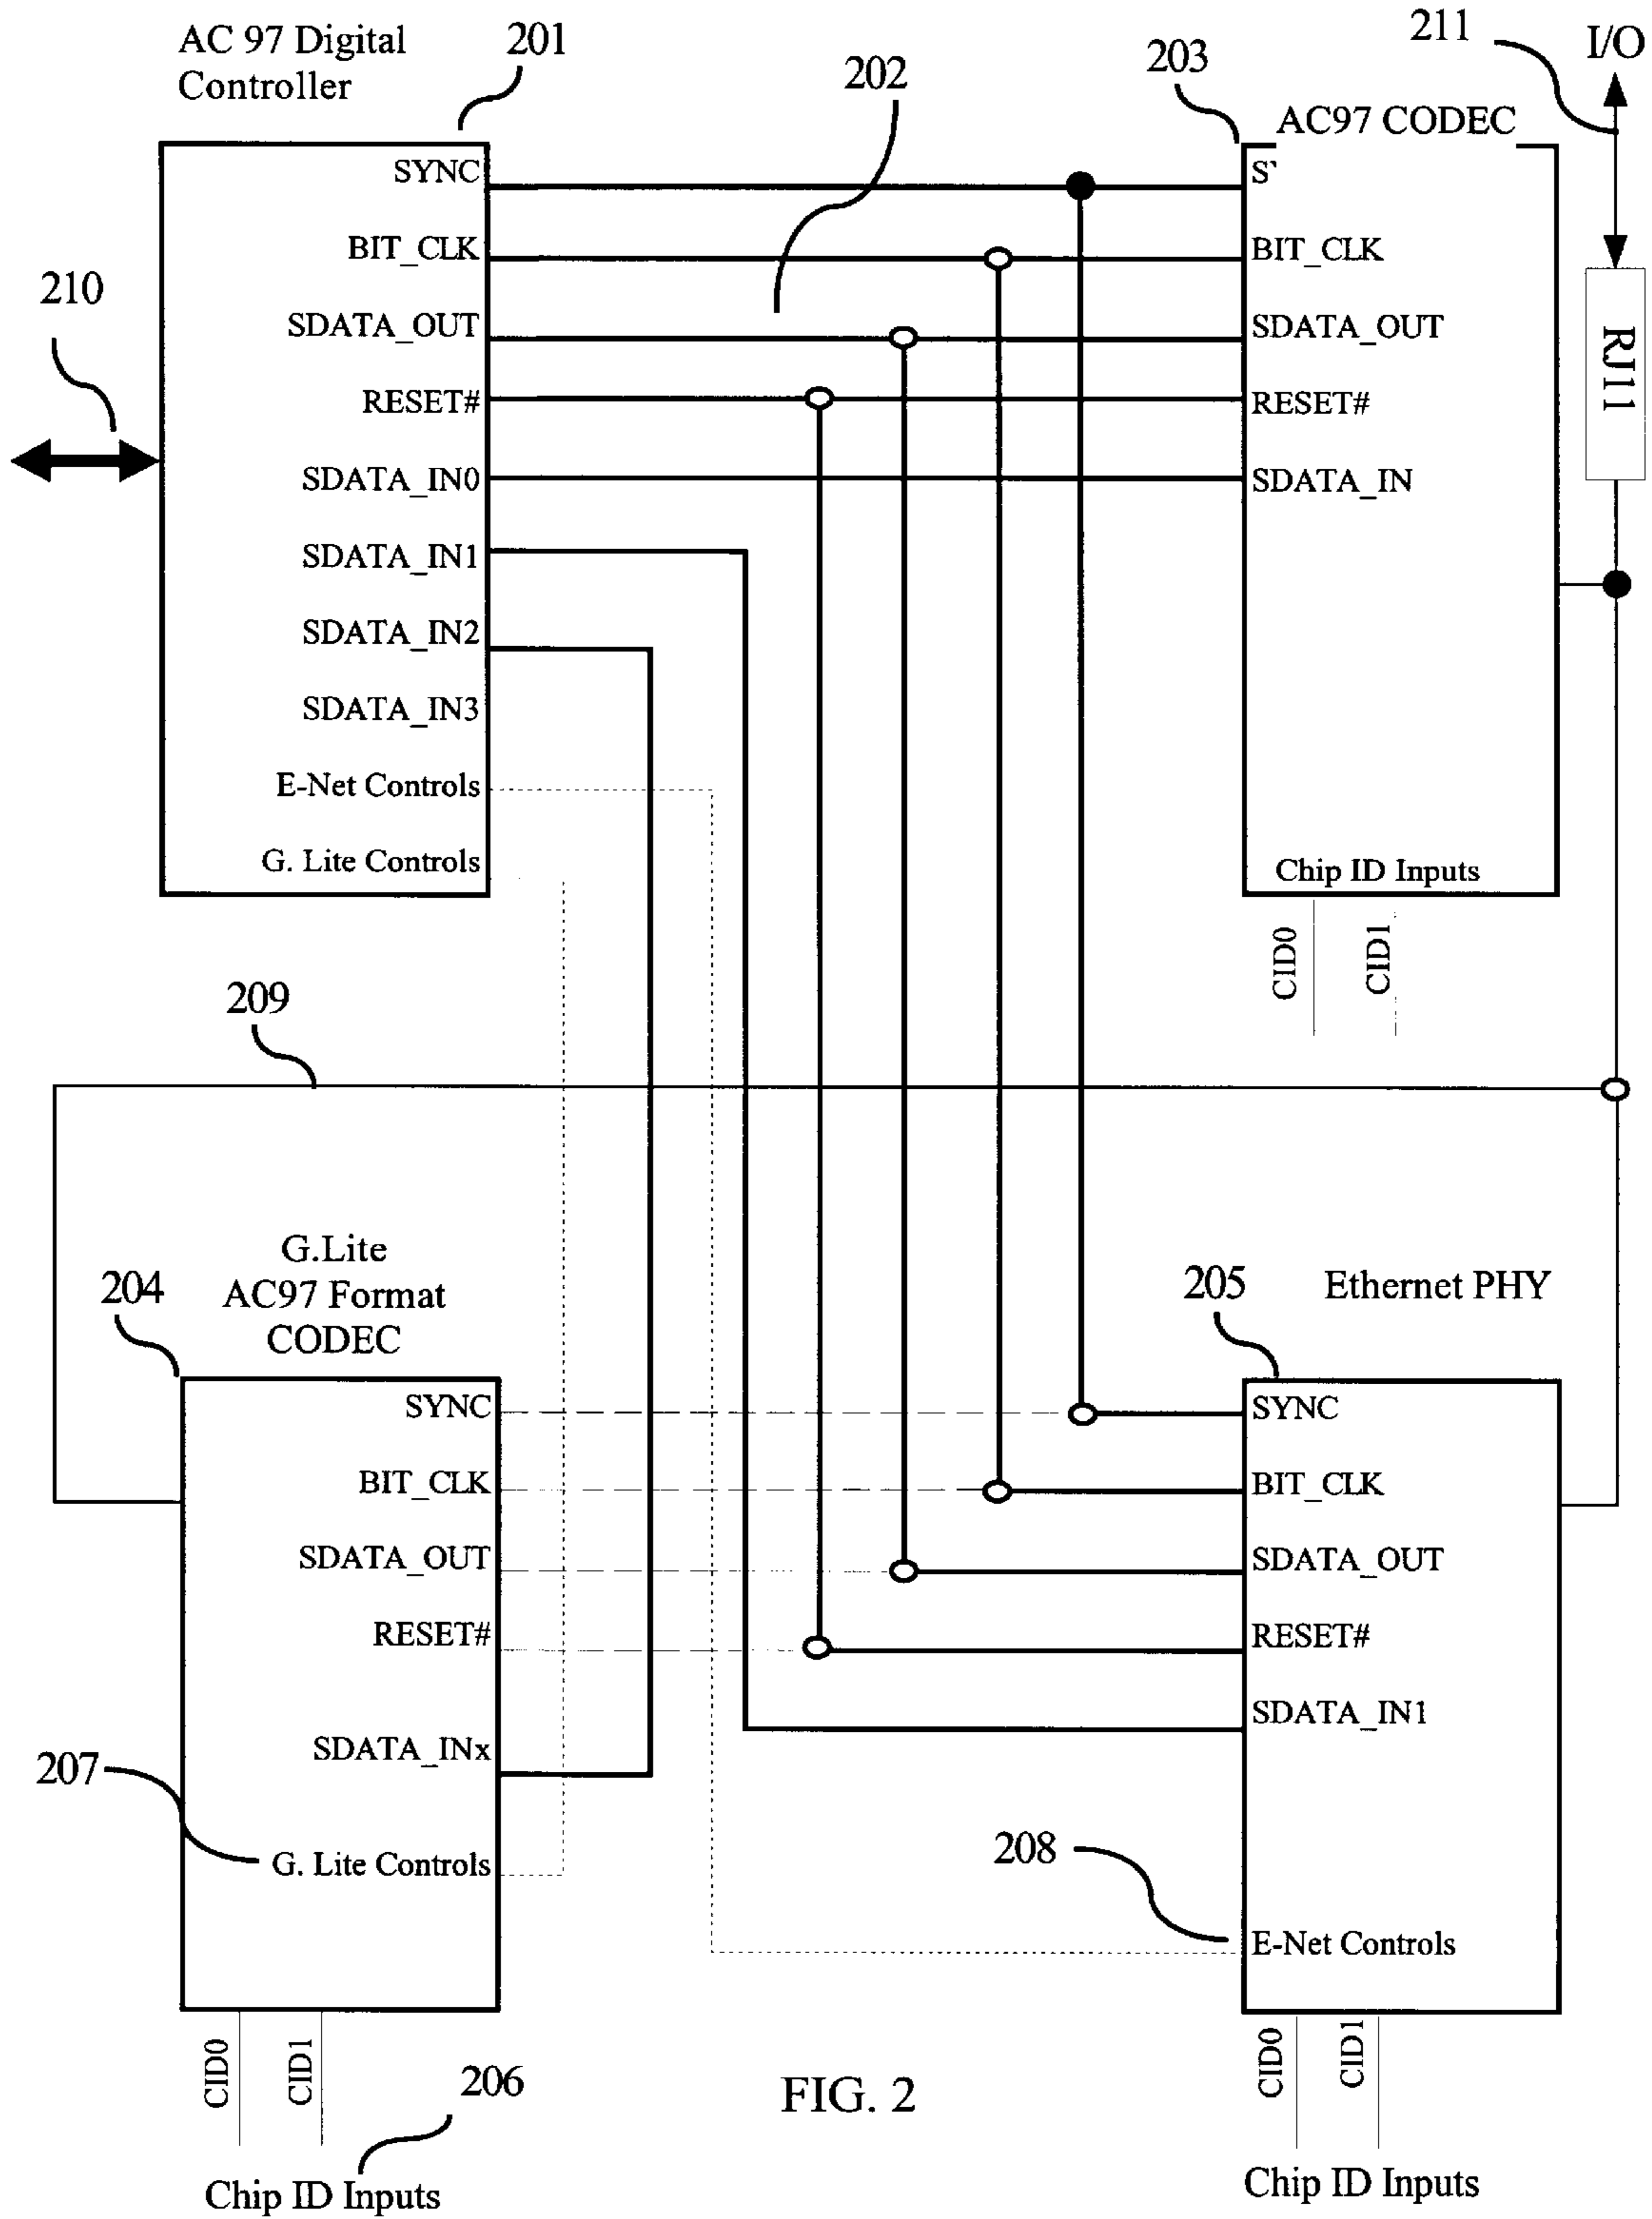 AC 97 Digital
Controller
201
202
203
AC97 CODEC
211
I/O
210
SYNC
BIT_CLK
SDATA_OUT
RESET#
SDATA_IN0
SDATA_IN1
SDATA_IN2
SDATA_IN3
E-Net Controls
G. Lite Controls
S'
BIT_CLK
SDATA_OUT
RESET#
SDATA_IN
Chip ID Inputs
CID0
CID1
RJ11
209
G.Lite
AC97 Format
CODEC
204
SYNC
BIT_CLK
SDATA_OUT
RESET#
SDATA_INx
G. Lite Controls
207
CID0
CID1
206
Chip ID Inputs
205
Ethernet PHY
SYNC
BIT_CLK
SDATA_OUT
RESET#
SDATA_IN1
208
E-Net Controls
CID0
CID1
Chip ID Inputs
FIG. 2